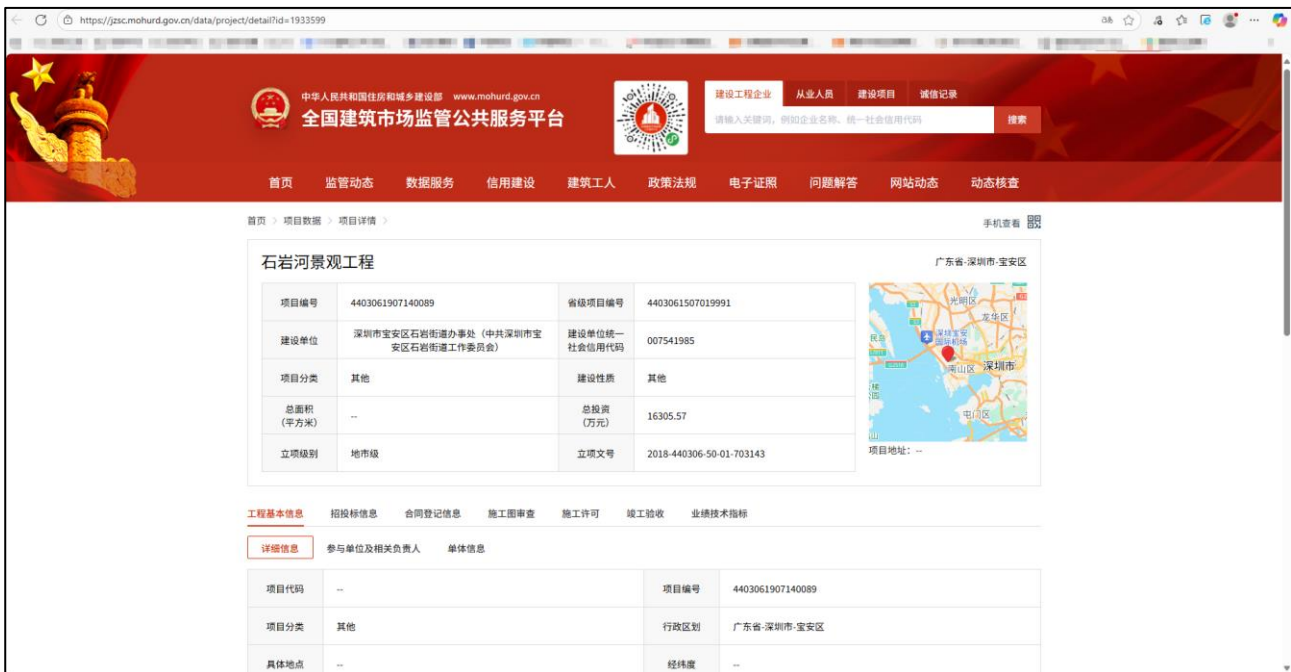 https://jzsc.mohurd.gov.cn/data/project/detail?id=1933599
中华人民共和国住房和城乡建设部 www.mohurd.gov.cn
全国建筑市场监管公共服务平台
建设工程企业 从业人员 建设项目 诚信记录
请输入关键词，例如企业名称、统一社会信用代码 搜索
首页 监管动态 数据服务 信用建设 建筑工人 政策法规 电子证照 问题解答 网站动态 动态核查
首页 > 项目数据 > 项目详情 > 手机查看
石岩河景观工程 广东省-深圳市-宝安区
项目编号 4403061907140089 省级项目编号 4403061507019991
建设单位 深圳市宝安区石岩街道办事处（中共深圳市宝
安区石岩街道工作委员会） 建设单位统一
社会信用代码 007541985
项目分类 其他 建设性质 其他
总面积
（平方米） -- 总投资
（万元） 16305.57
立项级别 地市级 立项文号 2018-440306-50-01-703143
光明区
龙华区
深圳宝安
国际机场
南山区 深圳市
屯门区
项目地址： --
工程基本信息 招投标信息 合同登记信息 施工图审查 施工许可 竣工验收 业绩技术指标
详细信息 参与单位及相关负责人 单体信息
项目代码 -- 项目编号 4403061907140089
项目分类 其他 行政区划 广东省-深圳市-宝安区
具体地点 -- 经纬度 --